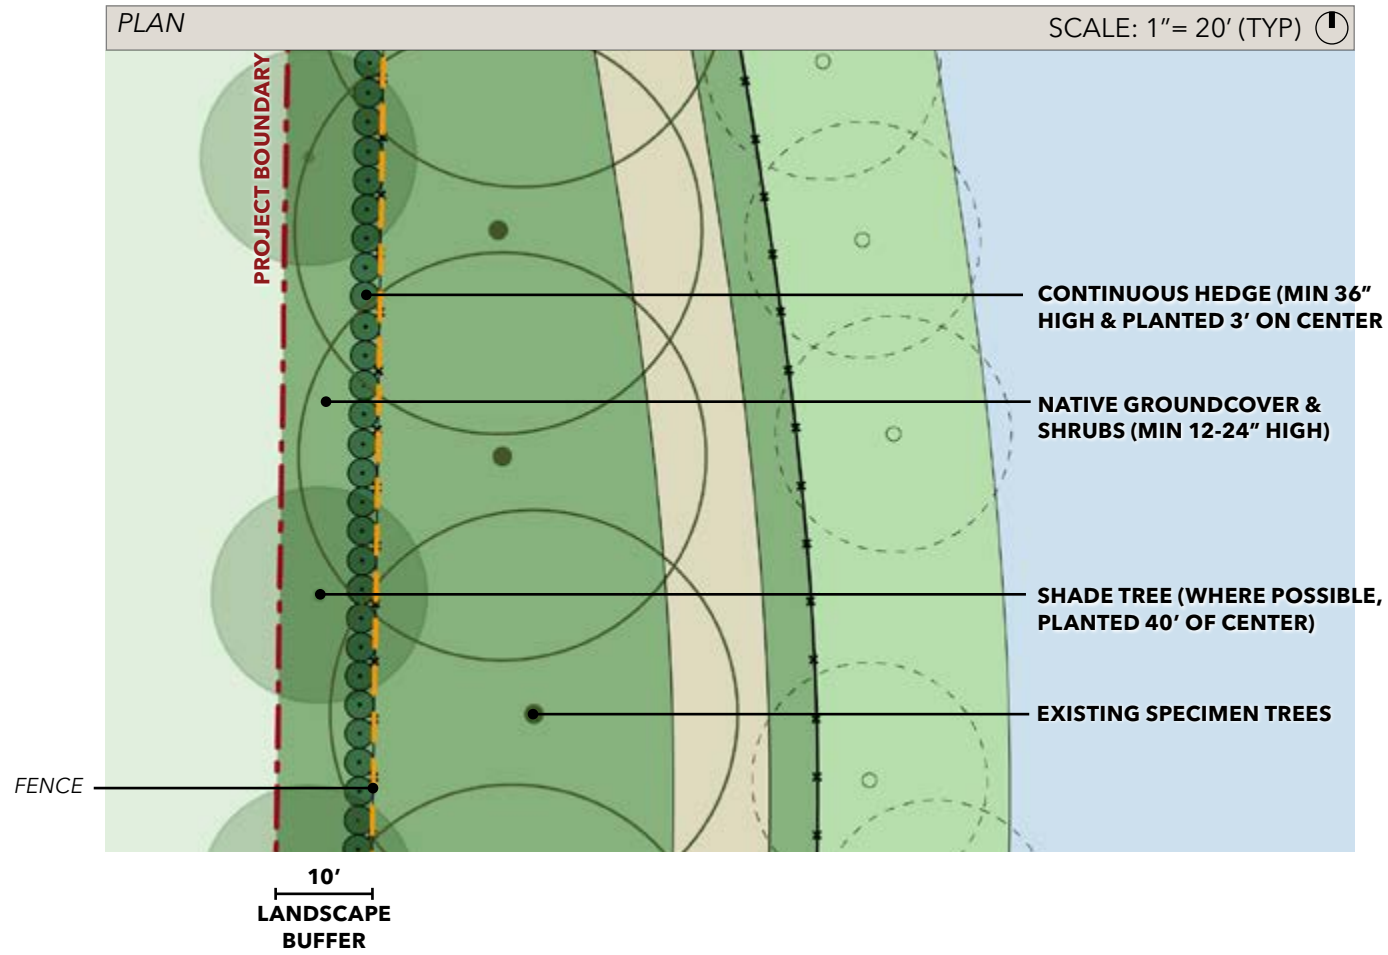 PLAN
SCALE: 1"= 20' (TYP)
PROJECT BOUNDARY
CONTINUOUS HEDGE (MIN 36"
HIGH & PLANTED 3' ON CENTER
NATIVE GROUNDCOVER &
SHRUBS (MIN 12-24" HIGH)
SHADE TREE (WHERE POSSIBLE,
PLANTED 40' OF CENTER)
EXISTING SPECIMEN TREES
FENCE
10'
LANDSCAPE
BUFFER